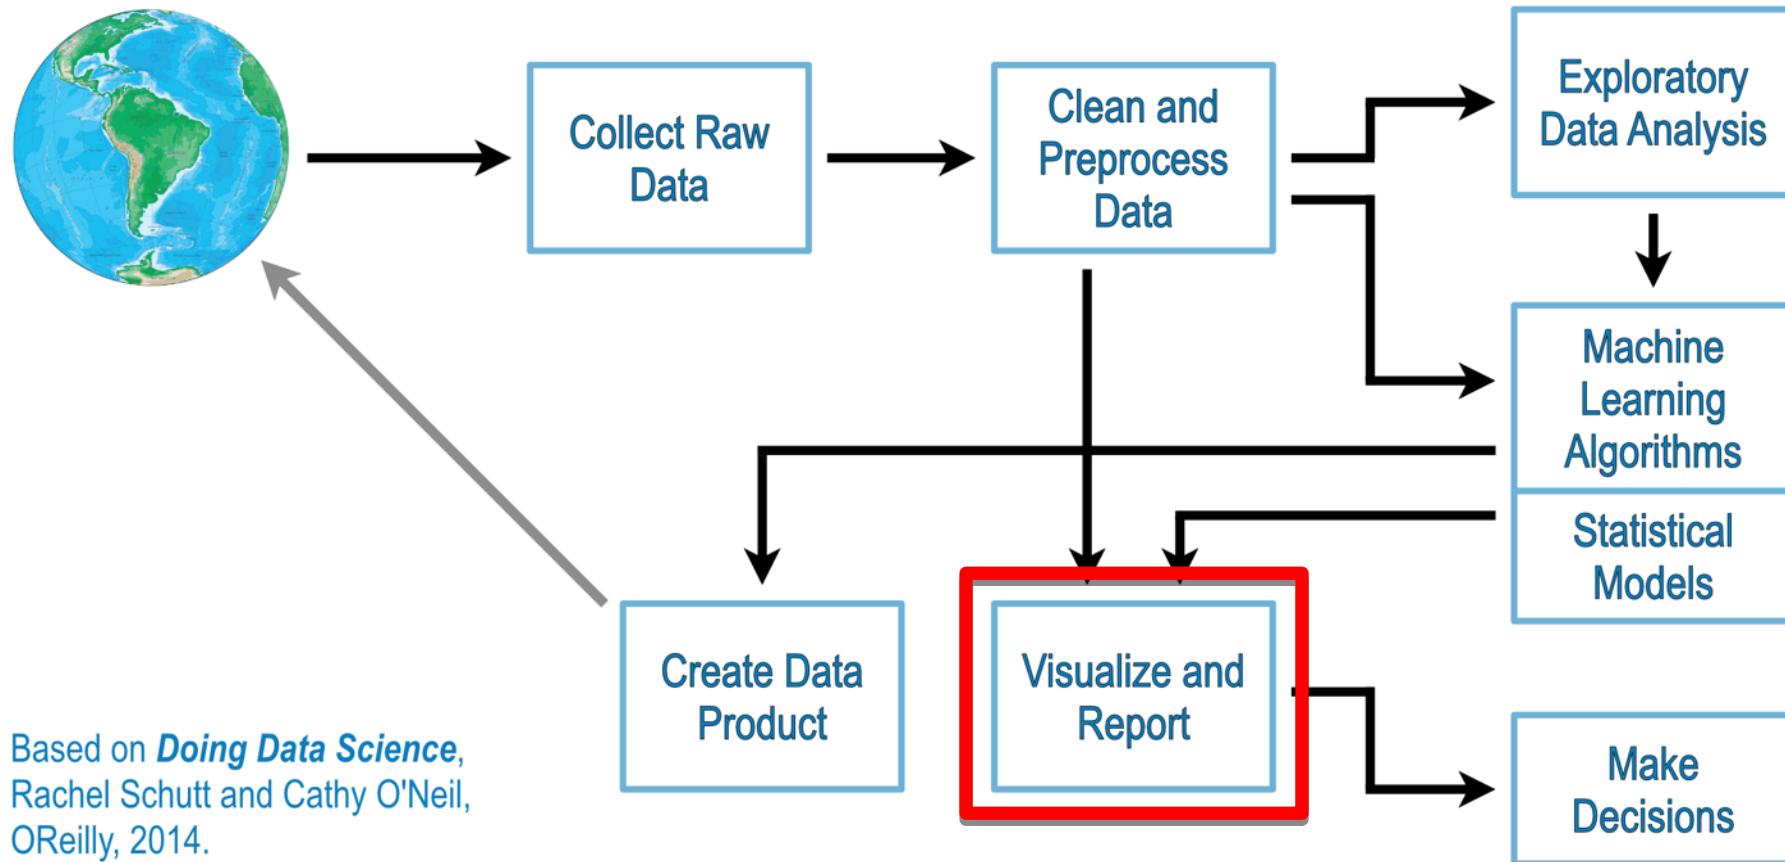 Collect Raw
Data
Clean and
Preprocess
Data
Exploratory
Data Analysis
Machine
Learning
Algorithms
Statistical
Models
Create Data
Product
Visualize and
Report
Make
Decisions
Based on Doing Data Science,
Rachel Schutt and Cathy O'Neil,
OReilly, 2014.